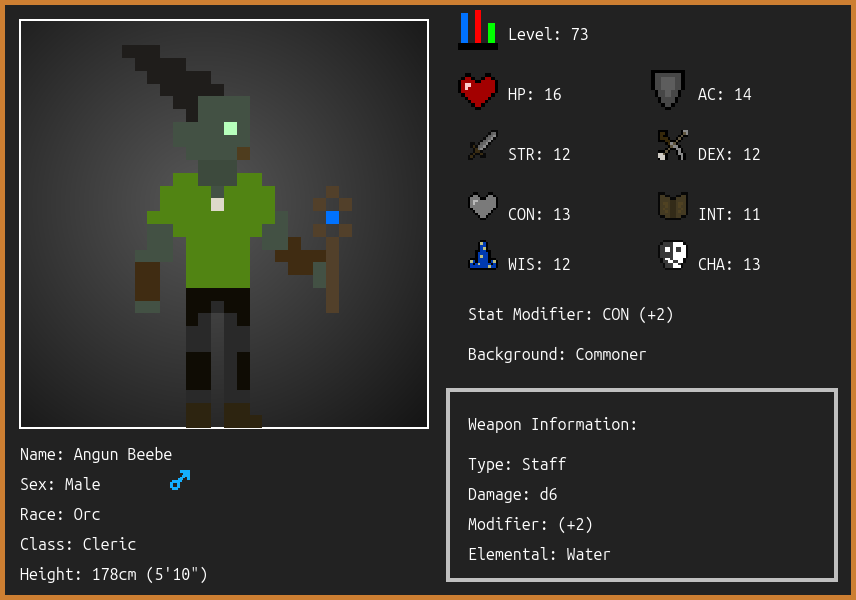 Level: 73
HP: 16
AC: 14
STR: 12
DEX: 12
CON: 13
INT: 11
WIS: 12
CHA: 13
Stat Modifier: CON (+2)
Background: Commoner
Weapon Information:
Type: Staff
Damage: d6
Modifier: (+2)
Elemental: Water
Name: Angun Beebe
Sex: Male
Race: Orc
Class: Cleric
Height: 178cm (5'10")